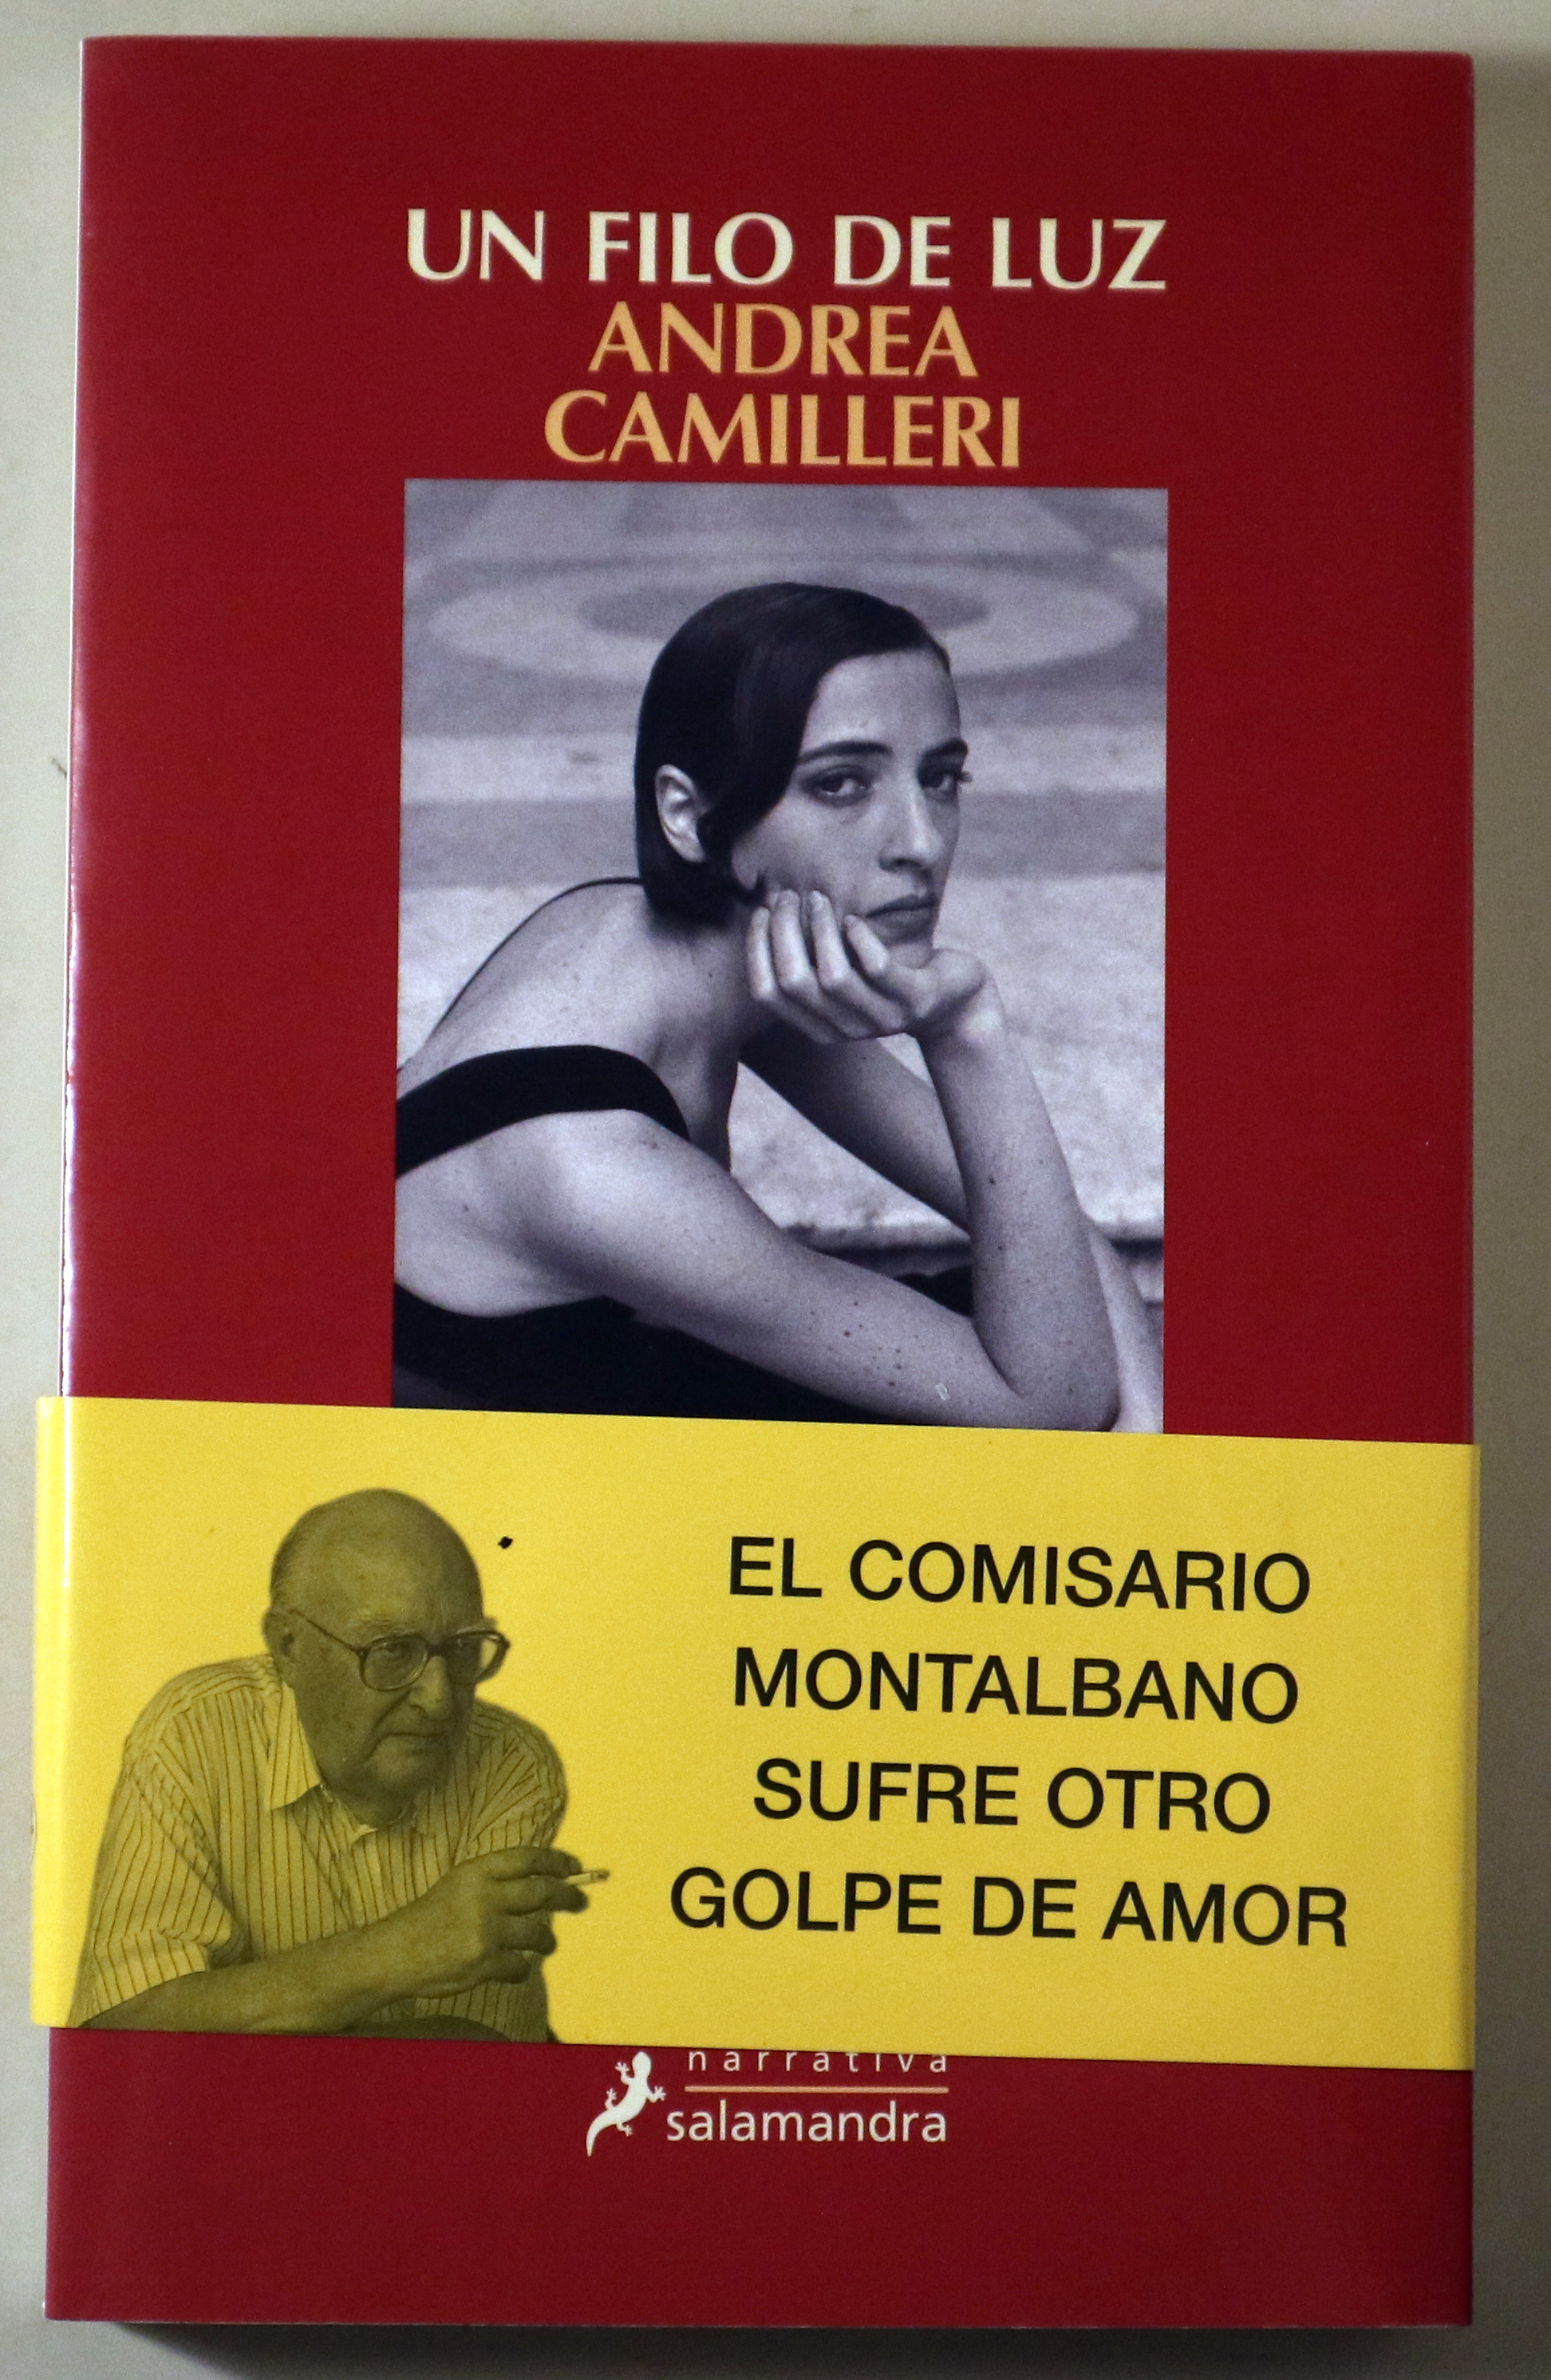 UN FILO DE LUZ
ANDREA
CAMILLERI
EL COMISARIO
MONTALBANO
SUFRE OTRO
GOLPE DE AMOR
narrativa
salamandra